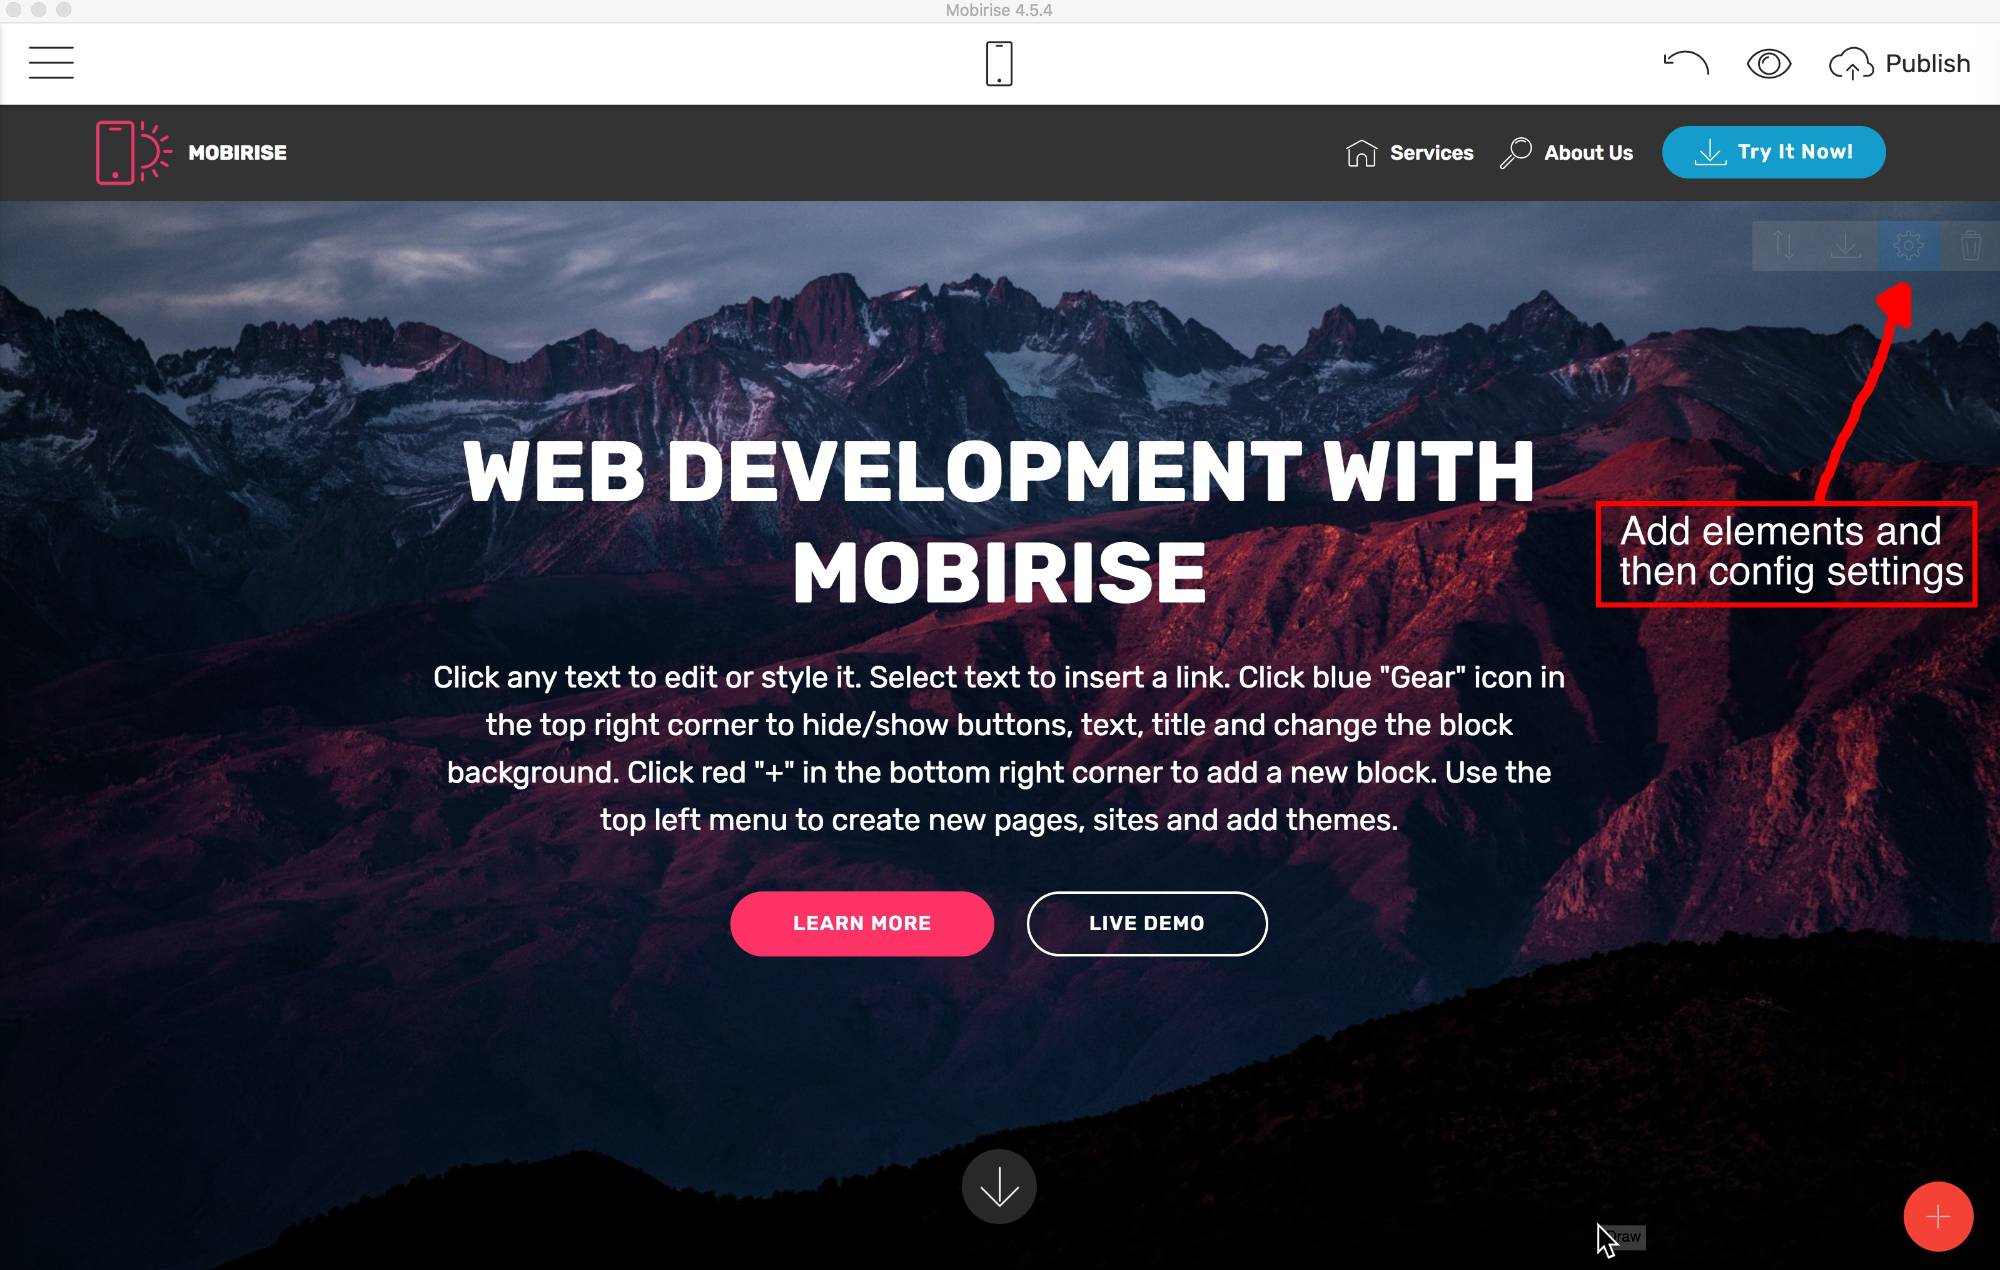 Mobirise 4.5.4
Publish
MOBIRISE
Services
About Us
Try It Now!
WEB DEVELOPMENT WITH
MOBIRISE
Add elements and
then config settings
Click any text to edit or style it. Select text to insert a link. Click blue "Gear" icon in
the top right corner to hide/show buttons, text, title and change the block
background. Click red "+" in the bottom right corner to add a new block. Use the
top left menu to create new pages, sites and add themes.
LEARN MORE
LIVE DEMO